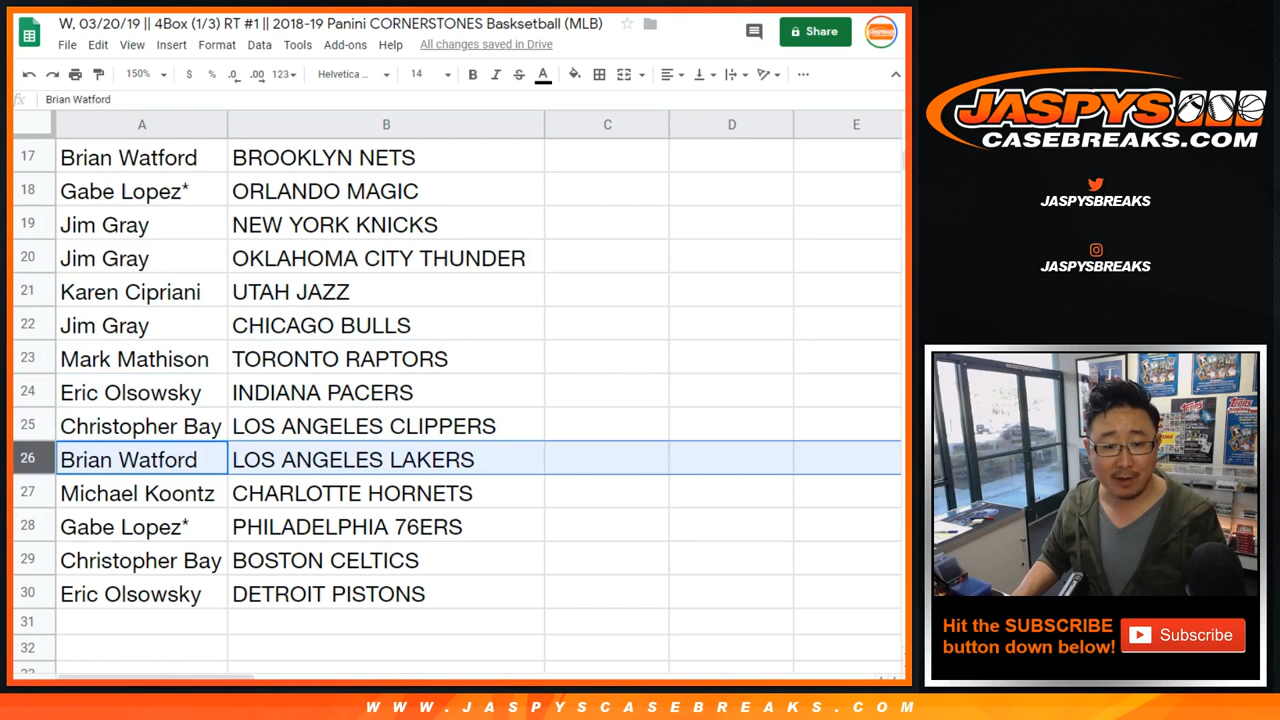 W, 03/20/19 || 4Box (1/3) RT #1 || 2018-19 Panini CORNERSTONES Basksetball (MLB)
File Edit View Insert Format Data Tools Add-ons Help All changes saved in Drive
Share
150% $ % .0 .00 123 Helvetica ... 14 B I S A
fx Brian Watford
A B C D E
17 Brian Watford BROOKLYN NETS
18 Gabe Lopez* ORLANDO MAGIC
19 Jim Gray NEW YORK KNICKS
20 Jim Gray OKLAHOMA CITY THUNDER
21 Karen Cipriani UTAH JAZZ
22 Jim Gray CHICAGO BULLS
23 Mark Mathison TORONTO RAPTORS
24 Eric Olsowsky INDIANA PACERS
25 Christopher Bay LOS ANGELES CLIPPERS
26 Brian Watford LOS ANGELES LAKERS
27 Michael Koontz CHARLOTTE HORNETS
28 Gabe Lopez* PHILADELPHIA 76ERS
29 Christopher Bay BOSTON CELTICS
30 Eric Olsowsky DETROIT PISTONS
31
32
33
JASPYS
CASEBREAKS.COM
JASPYSBREAKS
JASPYSBREAKS
TOPPS
Topps
Hit the SUBSCRIBE
button down below!
Subscribe
WWW.JASPYSCASEBREAKS.COM